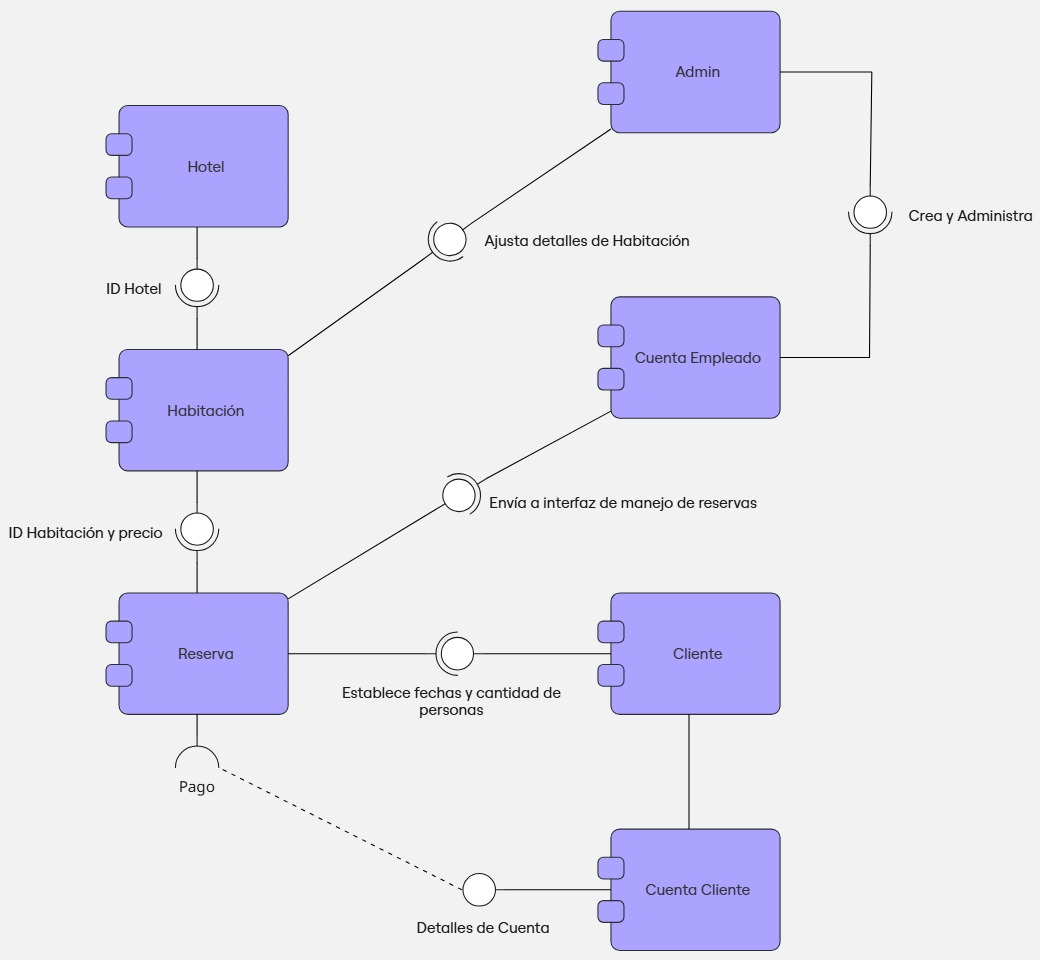 Admin
Hotel
Crea y Administra
Ajusta detalles de Habitación
ID Hotel
Cuenta Empleado
Habitación
Envía a interfaz de manejo de reservas
ID Habitación y precio
Reserva
Cliente
Establece fechas y cantidad de
personas
Pago
Cuenta Cliente
Detalles de Cuenta